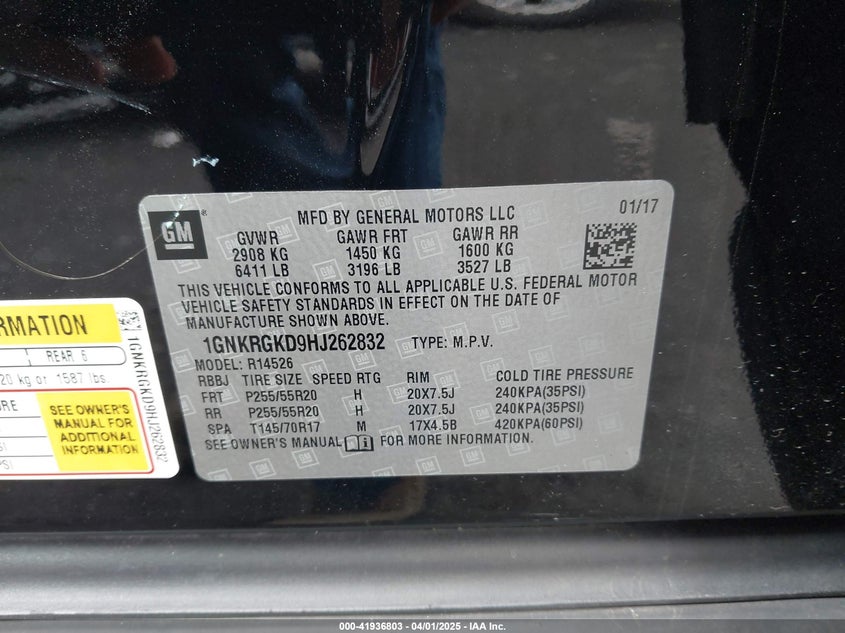 MFD BY GENERAL MOTORS LLC 01/17
GM ®
GVWR GAWR FRT GAWR RR
2908 KG 1450 KG 1600 KG
6411 LB 3196 LB 3527 LB
THIS VEHICLE CONFORMS TO ALL APPLICABLE U.S. FEDERAL MOTOR
VEHICLE SAFETY STANDARDS IN EFFECT ON THE DATE OF
MANUFACTURE SHOWN ABOVE.
1GNKRGKD9HJ262832 TYPE: M.P.V.
MODEL: R14526
RBBJ TIRE SIZE SPEED RTG RIM COLD TIRE PRESSURE
FRT P255/55R20 H 20X7.5J 240KPA(35PSI)
RR P255/55R20 H 20X7.5J 240KPA(35PSI)
SPA T145/70R17 M 17X4.5B 420KPA(60PSI)
SEE OWNER'S MANUAL FOR MORE INFORMATION.
RMATION
REAR 6
20 kg or 1587 lbs.
URE
SEE OWNER'S
MANUAL FOR
ADDITIONAL
INFORMATION
1GNKRGKD9HJ262832
000-41936803 - 04/01/2025 - IAA Inc.